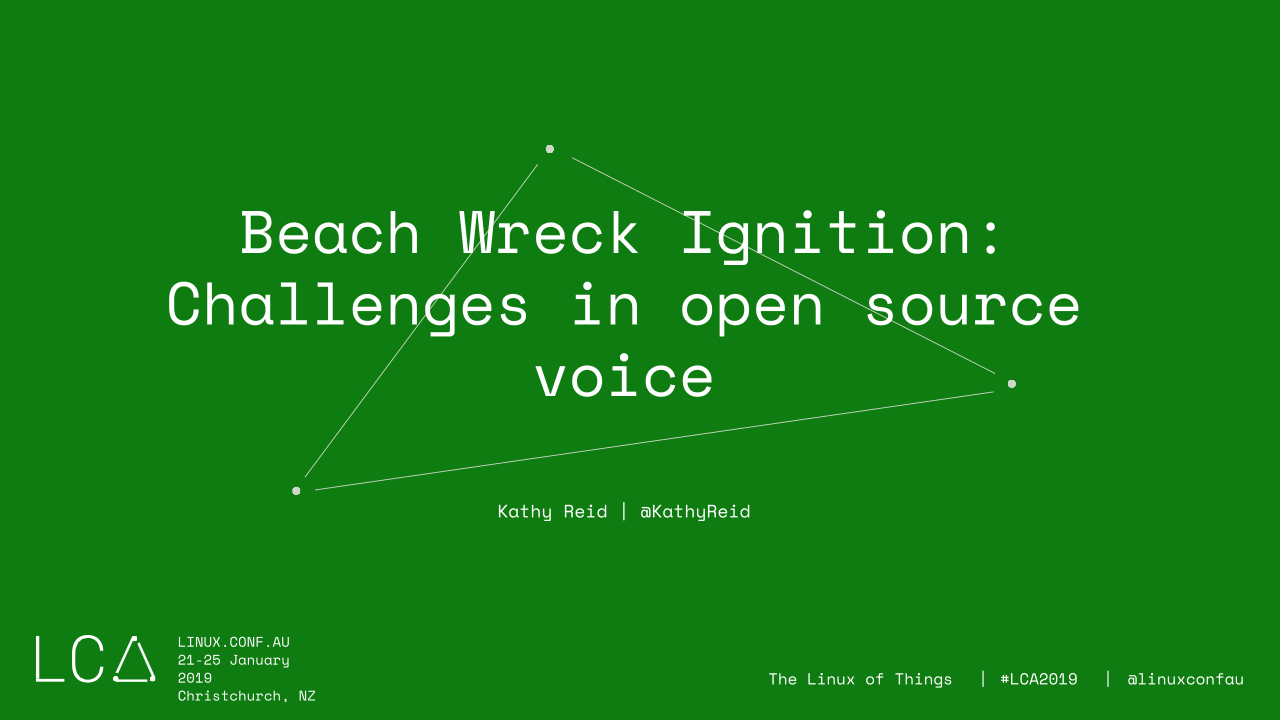 Beach Wreck Ignition:
Challenges in open source
voice
Kathy Reid | @KathyReid
LCA
LINUX.CONF.AU
21-25 January
2019
Christchurch, NZ
The Linux of Things | #LCA2019 | @linuxconfau